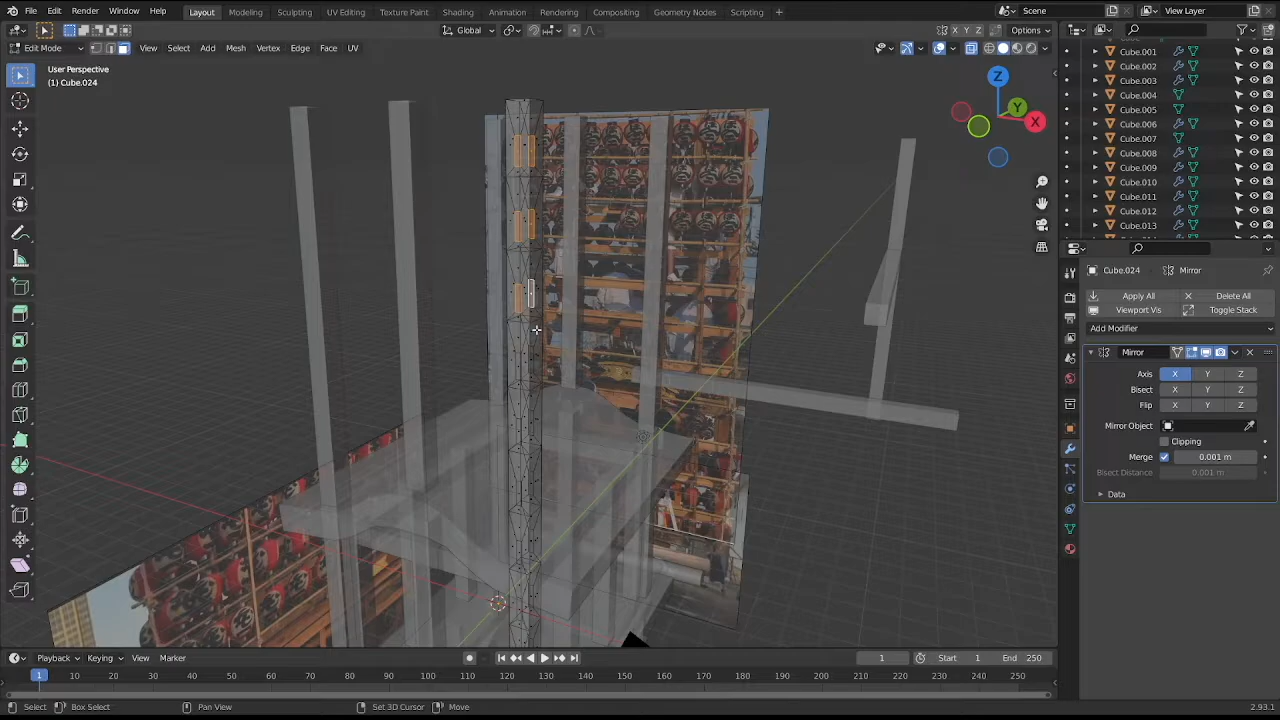 File Edit Render Window Help Layout Modeling Sculpting UV Editing Texture Paint Shading Animation Rendering Compositing Geometry Nodes Scripting + Scene View Layer
Global X Y Z Options
Edit Mode View Select Add Mesh Vertex Edge Face UV
User Perspective
(1) Cube.024
Z
Y
X
Cube.001
Cube.002
Cube.003
Cube.004
Cube.005
Cube.006
Cube.007
Cube.008
Cube.009
Cube.010
Cube.011
Cube.012
Cube.013
Cube.024 Mirror
Apply All Delete All
Viewport Vis Toggle Stack
Add Modifier
Mirror
Axis X Y Z
Bisect X Y Z
Flip X Y Z
Mirror Object
Clipping
Merge 0.001 m
Bisect Distance 0.001 m
Data
Playback Keying View Marker 1 Start 1 End 250
1 10 20 30 40 50 60 70 80 90 100 110 120 130 140 150 160 170 180 190 200 210 220 230 240 250
Select Box Select Pan View Set 3D Cursor Move 2.93.1